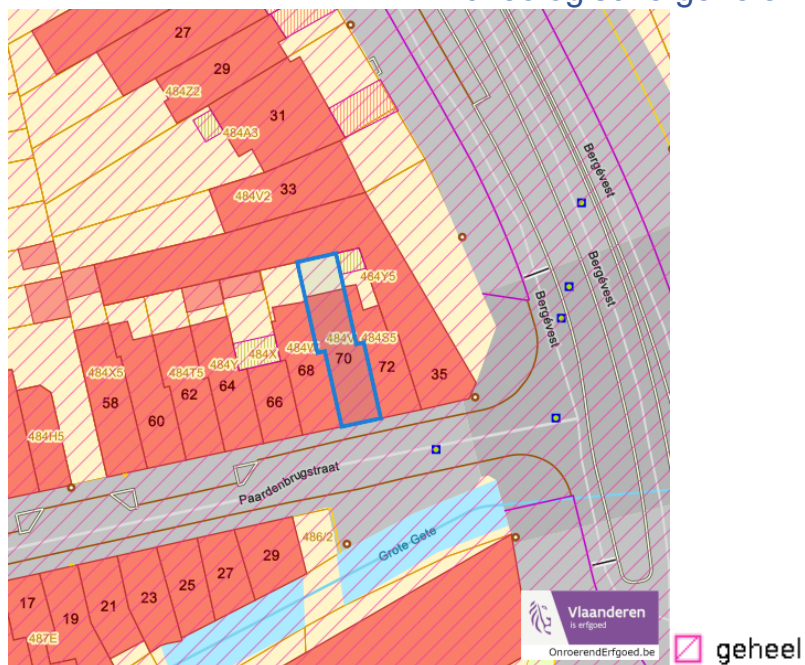 27
29
484Z2
31
484A3
33
484V2
Bergévest
Bergévest
Bergévest
484Y5
484X5
484T5
484Y
484X
484V
484S5
58
60
62
64
66
68
70
72
35
484H5
Paardenbrugstraat
486/2
Grote Gete
17
19
21
23
25
27
29
487E
Vlaanderen
is erfgoed
OnroerendErfgoed.be
geheel